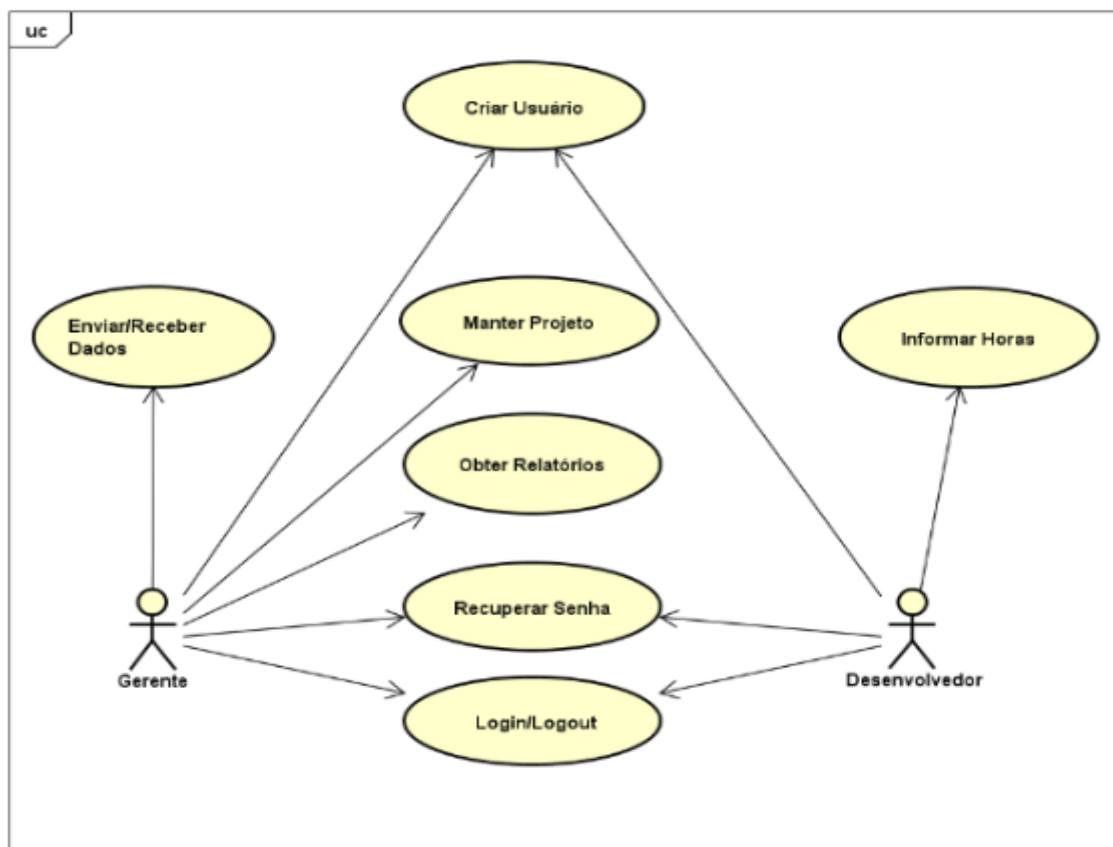 uc
Criar Usuário
Enviar/Receber
Dados
Manter Projeto
Informar Horas
Obter Relatórios
Recuperar Senha
Gerente
Desenvolvedor
Login/Logout